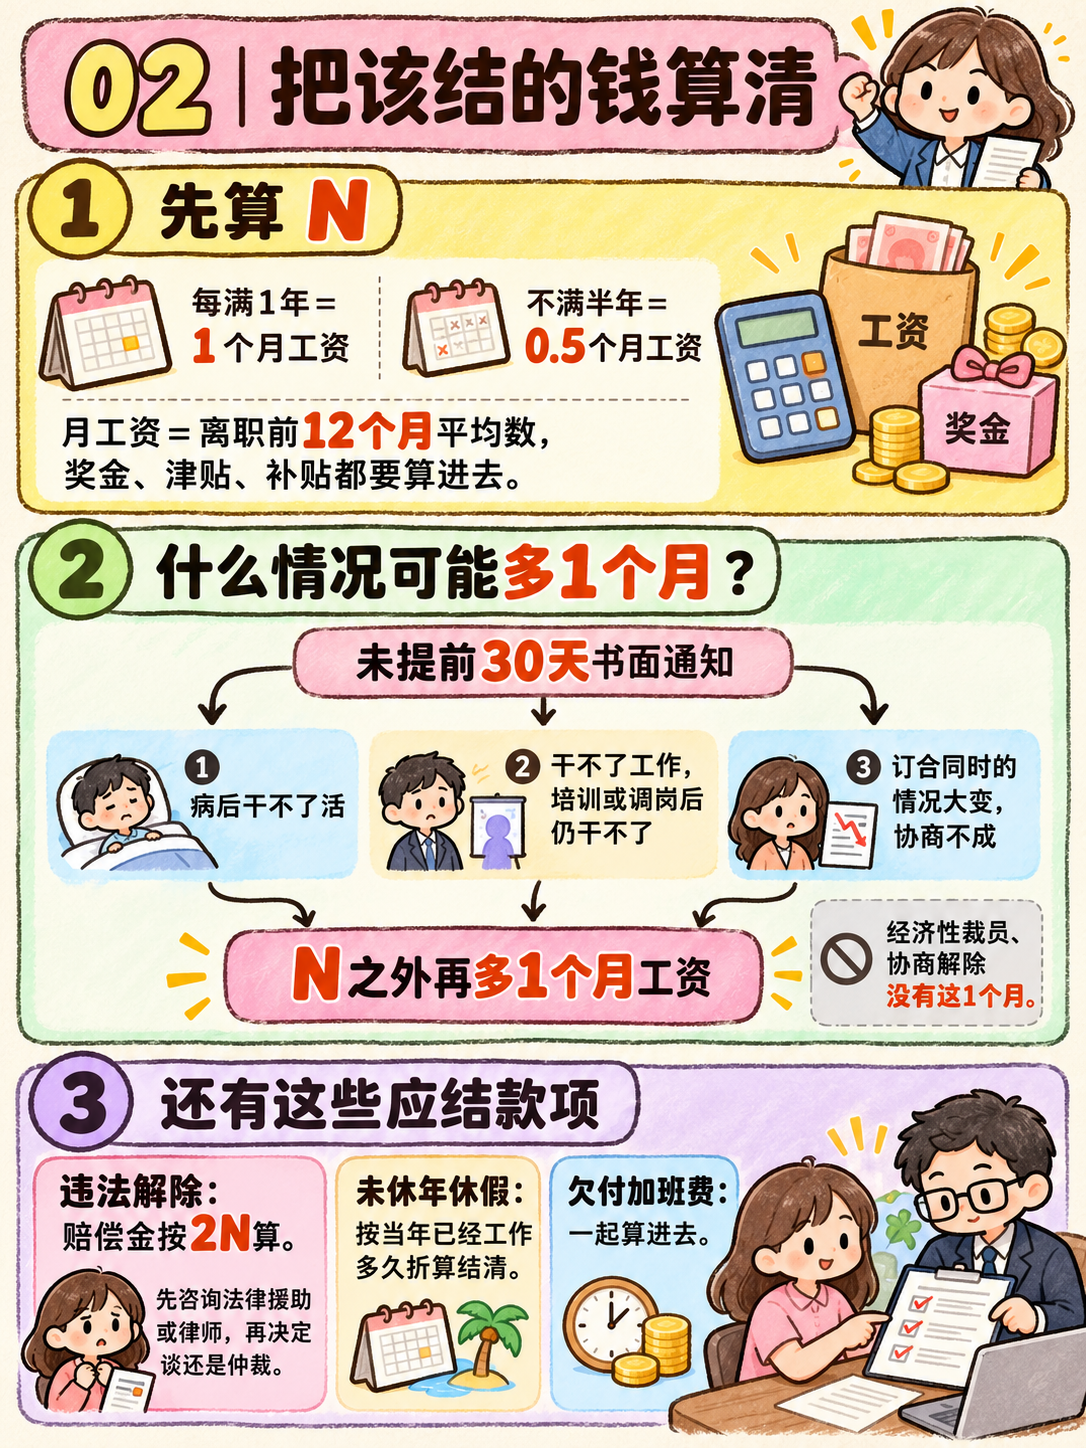 02 | 把该结的钱算清
1 先算 N
每满1年=
1个月工资
不满半年=
0.5个月工资
月工资=离职前12个月平均数，
奖金、津贴、补贴都要算进去。
工资
奖金
2 什么情况可能多1个月？
未提前30天书面通知
1
病后干不了活
2 干不了工作，
培训或调岗后
仍干不了
3 订合同时的
情况大变，
协商不成
N之外再多1个月工资
经济性裁员、
协商解除
没有这1个月。
3 还有这些应结款项
违法解除：
赔偿金按2N算。
先咨询法律援助
或律师，再决定
谈还是仲裁。
未休年休假：
按当年已经工作
多久折算结清。
欠付加班费：
一起算进去。